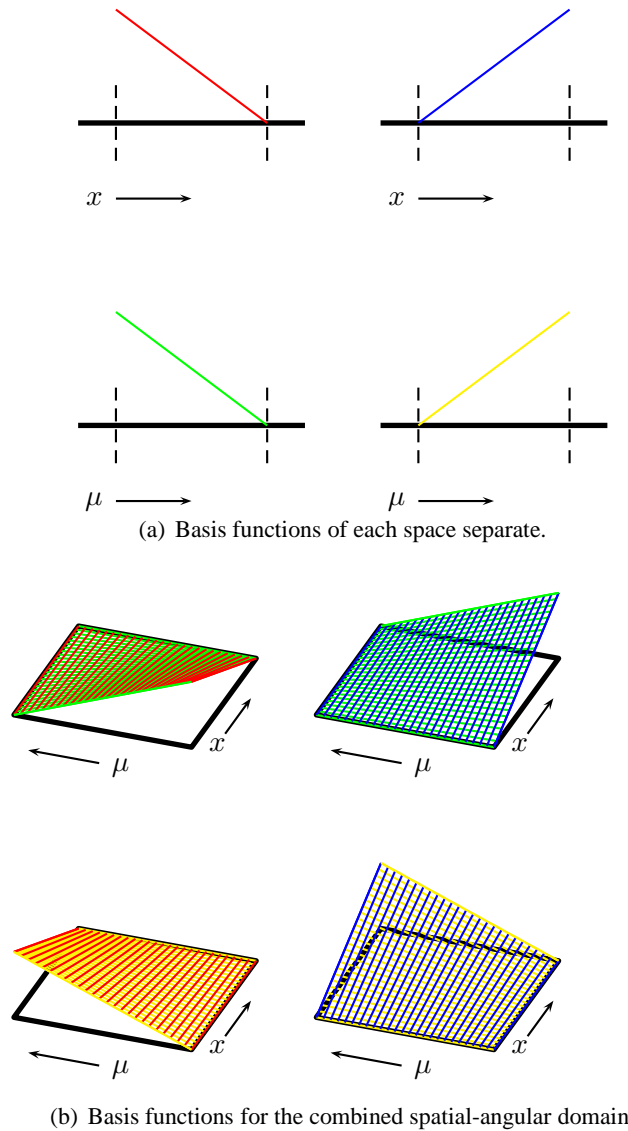 x x
μ μ
(a) Basis functions of each space separate.
x x
μ μ
x x
μ μ
(b) Basis functions for the combined spatial-angular domain